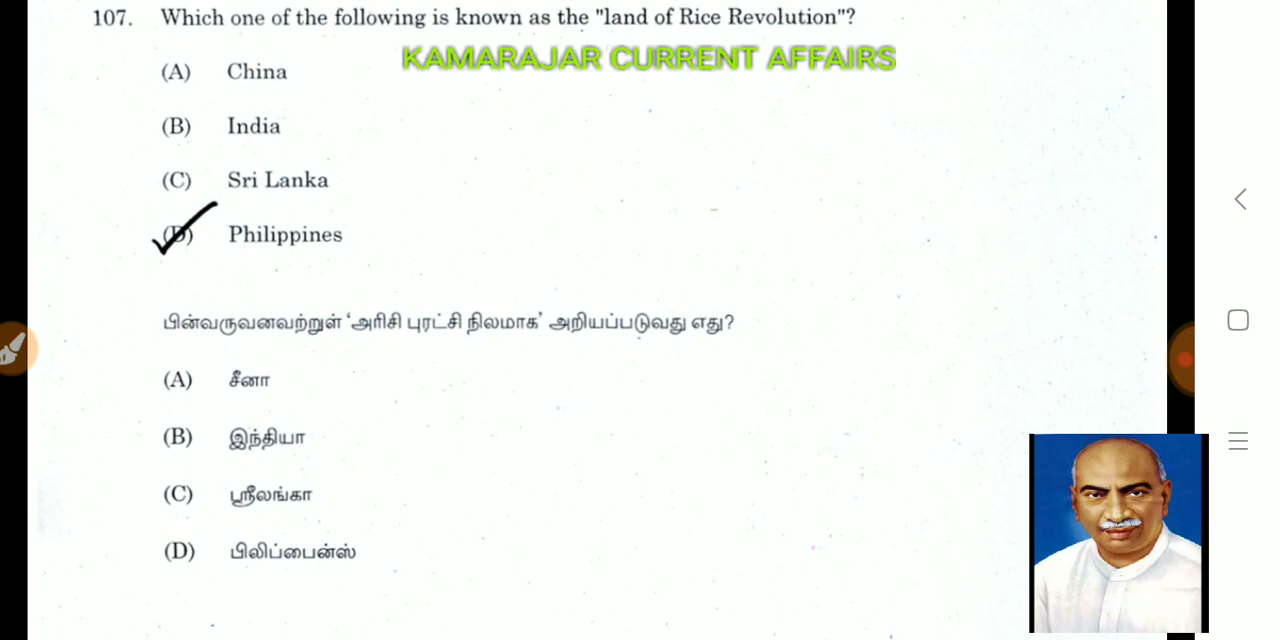 107. Which one of the following is known as the "land of Rice Revolution"?
KAMARAJAR CURRENT AFFAIRS
(A) China
(B) India
(C) Sri Lanka
(D) Philippines
பின்வருவனவற்றுள் ‘அரிசி புரட்சி நிலமாக’ அறியப்படுவது எது?
(A) சீனா
(B) இந்தியா
(C) ஸ்ரீலங்கா
(D) பிலிப்பைன்ஸ்